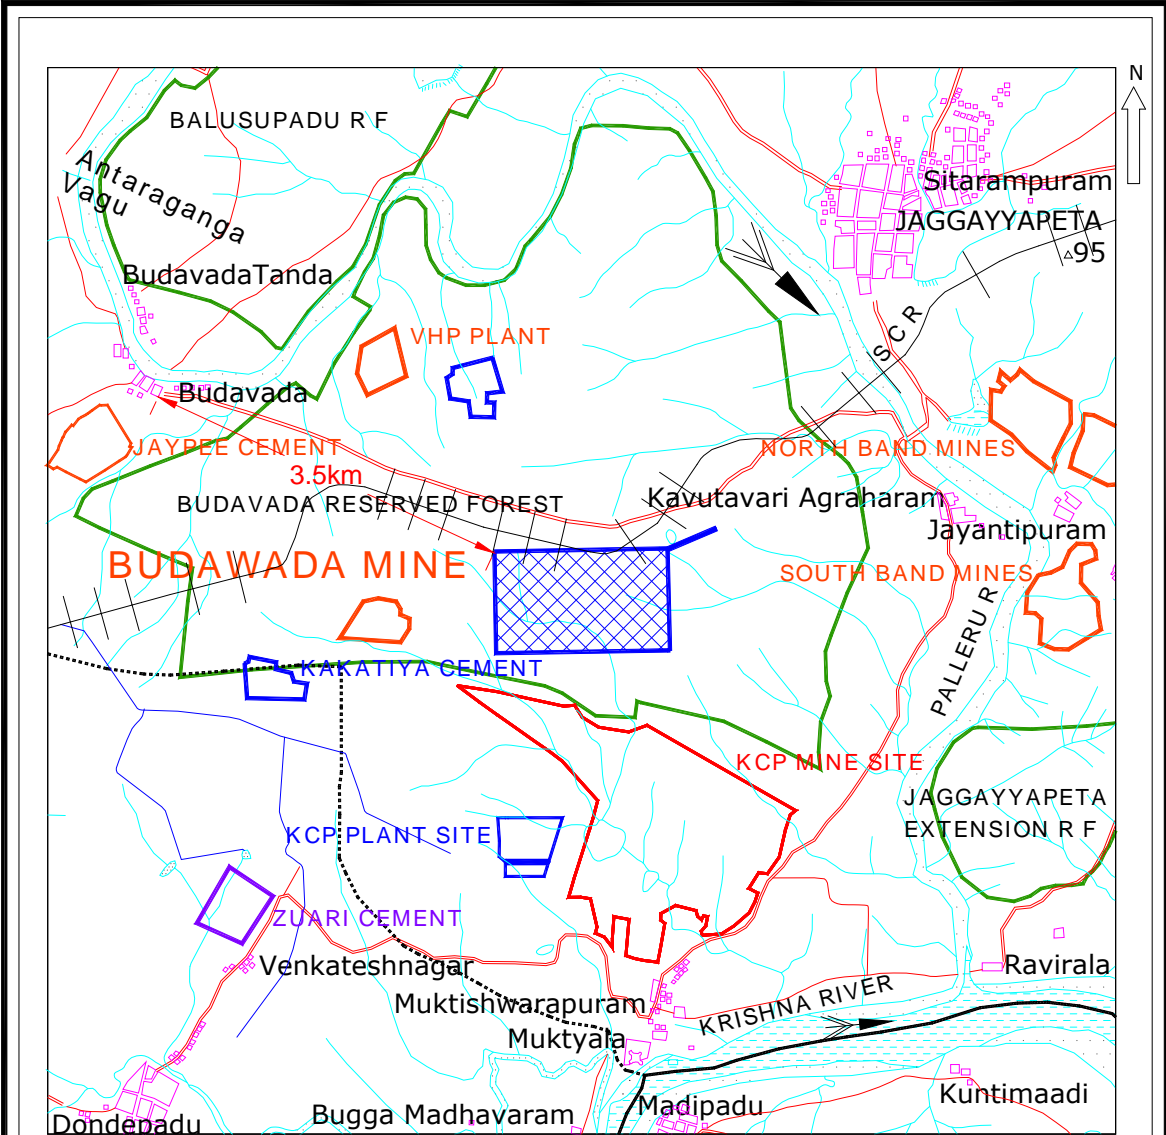 N
BALUSUPADU R F
Antaraganga
Vagu
Sitarampuram
JAGGAYYAPETA
△95
BudavadaTanda
S C R
VHP PLANT
Budavada
JAYPEE CEMENT
NORTH BAND MINES
3.5km
BUDAVADA RESERVED FOREST
Kavutavari Agraharam
Jayantipuram
BUDAWADA MINE
SOUTH BAND MINES
PALLERU R
KAKATIYA CEMENT
KCP MINE SITE
JAGGAYYAPETA
EXTENSION R F
KCP PLANT SITE
ZUARI CEMENT
Venkateshnagar
Ravirala
Muktishwarapuram
KRISHNA RIVER
Muktyala
Kuntimaadi
Madipadu
Bugga Madhavaram
Dondepadu